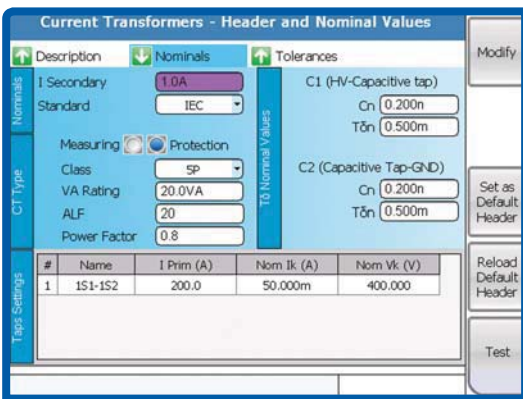 Current Transformers - Header and Nominal Values
Description Nominals Tolerances
Nominals
I Secondary 1.0A
Standard IEC
Measuring Protection
CT Type
Class 5P
VA Rating 20.0VA
ALF 20
Power Factor 0.8
Tδ Nominal Values
C1 (HV-Capacitive tap)
Cn 0.200n
Tδn 0.500m
C2 (Capacitive Tap-GND)
Cn 0.200n
Tδn 0.500m
Taps Settings
# Name I Prim (A) Nom Ik (A) Nom Vk (V)
1 1S1-1S2 200.0 50.000m 400.000
Modify
Set as
Default
Header
Reload
Default
Header
Test